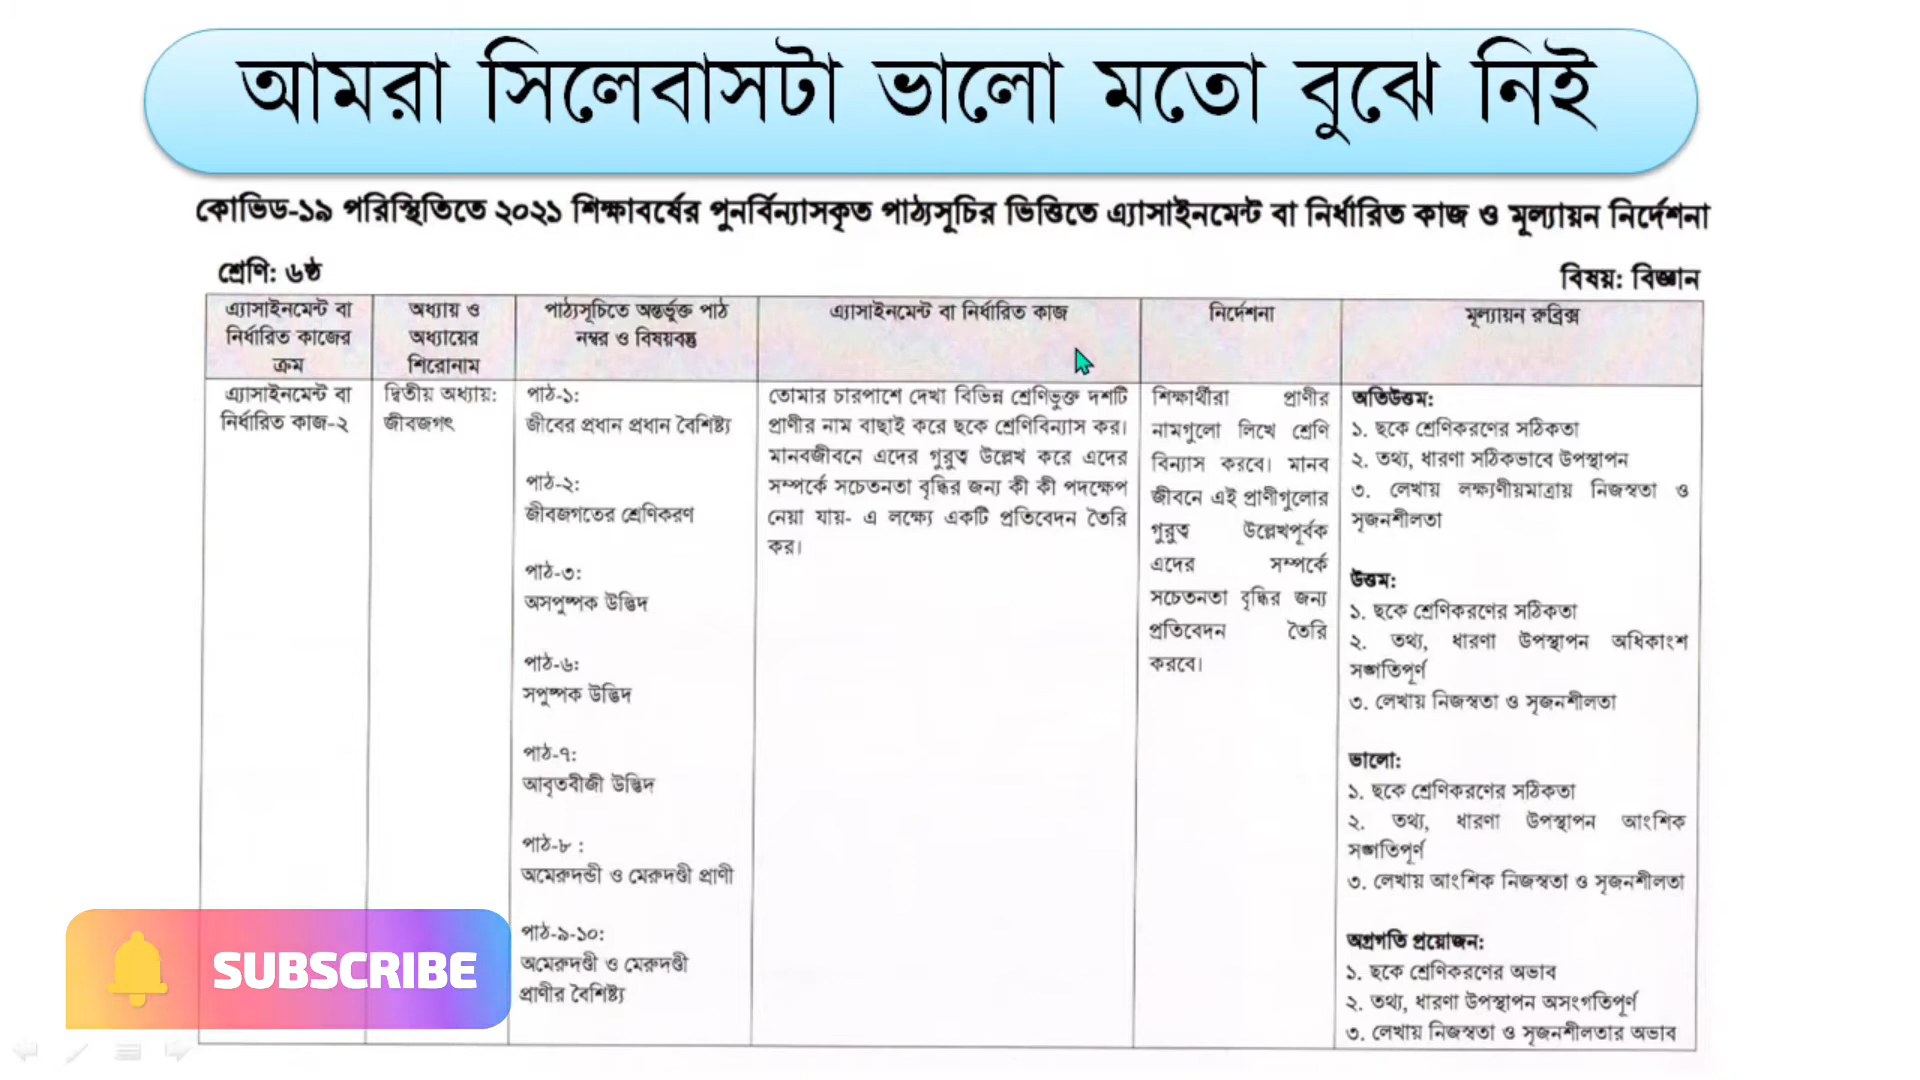 আমরা সিলেবাসটা ভালো মতো বুঝে নিই
কোভিড-১৯ পরিস্থিতিতে ২০২১ শিক্ষাবর্ষের পুনর্বিন্যাসকৃত পাঠ্যসূচির ভিত্তিতে এ্যাসাইনমেন্ট বা নির্ধারিত কাজ ও মূল্যায়ন নির্দেশনা
শ্রেণি: ৬ষ্ঠ
বিষয়: বিজ্ঞান
এ্যাসাইনমেন্ট বা
নির্ধারিত কাজের
ক্রম
অধ্যায় ও
অধ্যায়ের
শিরোনাম
পাঠ্যসূচিতে অন্তর্ভুক্ত পাঠ
নম্বর ও বিষয়বস্তু
এ্যাসাইনমেন্ট বা নির্ধারিত কাজ
নির্দেশনা
মূল্যায়ন রুব্রিক্স
এ্যাসাইনমেন্ট বা
নির্ধারিত কাজ-২
দ্বিতীয় অধ্যায়:
জীবজগৎ
পাঠ-১:
জীবের প্রধান প্রধান বৈশিষ্ট্য
পাঠ-২:
জীবজগতের শ্রেণিকরণ
পাঠ-৩:
অসপুষ্পক উদ্ভিদ
পাঠ-৬:
সপুষ্পক উদ্ভিদ
পাঠ-৭:
আবৃতবীজী উদ্ভিদ
পাঠ-৮ :
অমেরুদন্ডী ও মেরুদণ্ডী প্রাণী
পাঠ-৯-১০:
অমেরুদণ্ডী ও মেরুদণ্ডী
প্রাণীর বৈশিষ্ট্য
তোমার চারপাশে দেখা বিভিন্ন শ্রেণিভুক্ত দশটি
প্রাণীর নাম বাছাই করে ছকে শ্রেণিবিন্যাস কর।
মানবজীবনে এদের গুরুত্ব উল্লেখ করে এদের
সম্পর্কে সচেতনতা বৃদ্ধির জন্য কী কী পদক্ষেপ
নেয়া যায়- এ লক্ষ্যে একটি প্রতিবেদন তৈরি
কর।
শিক্ষার্থীরা প্রাণীর
নামগুলো লিখে শ্রেণি
বিন্যাস করবে। মানব
জীবনে এই প্রাণীগুলোর
গুরুত্ব উল্লেখপূর্বক
এদের সম্পর্কে
সচেতনতা বৃদ্ধির জন্য
প্রতিবেদন তৈরি
করবে।
অতিউত্তম:
১. ছকে শ্রেণিকরণের সঠিকতা
২. তথ্য, ধারণা সঠিকভাবে উপস্থাপন
৩. লেখায় লক্ষ্যণীয়মাত্রায় নিজস্বতা ও
সৃজনশীলতা
উত্তম:
১. ছকে শ্রেণিকরণের সঠিকতা
২. তথ্য, ধারণা উপস্থাপন অধিকাংশ
সঙ্গতিপূর্ণ
৩. লেখায় নিজস্বতা ও সৃজনশীলতা
ভালো:
১. ছকে শ্রেণিকরণের সঠিকতা
২. তথ্য, ধারণা উপস্থাপন আংশিক
সঙ্গতিপূর্ণ
৩. লেখায় আংশিক নিজস্বতা ও সৃজনশীলতা
অগ্রগতি প্রয়োজন:
১. ছকে শ্রেণিকরণের অভাব
২. তথ্য, ধারণা উপস্থাপন অসংগতিপূর্ণ
৩. লেখায় নিজস্বতা ও সৃজনশীলতার অভাব
SUBSCRIBE